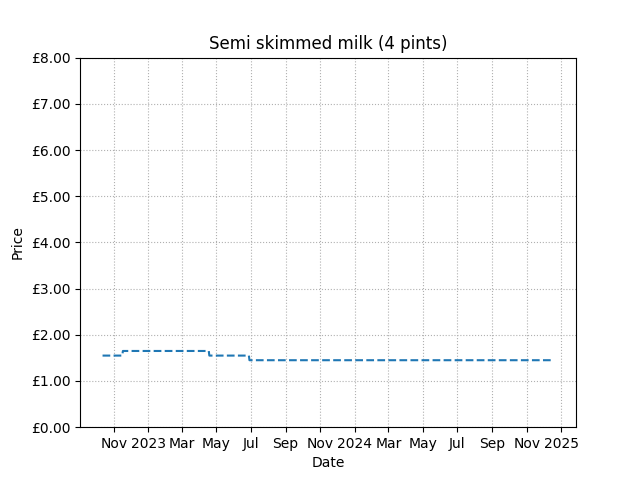 Semi skimmed milk (4 pints)
£8.00
£7.00
£6.00
£5.00
£4.00
£3.00
£2.00
£1.00
£0.00
Price
Nov 2023 Mar May Jul Sep Nov 2024 Mar May Jul Sep Nov 2025
Date